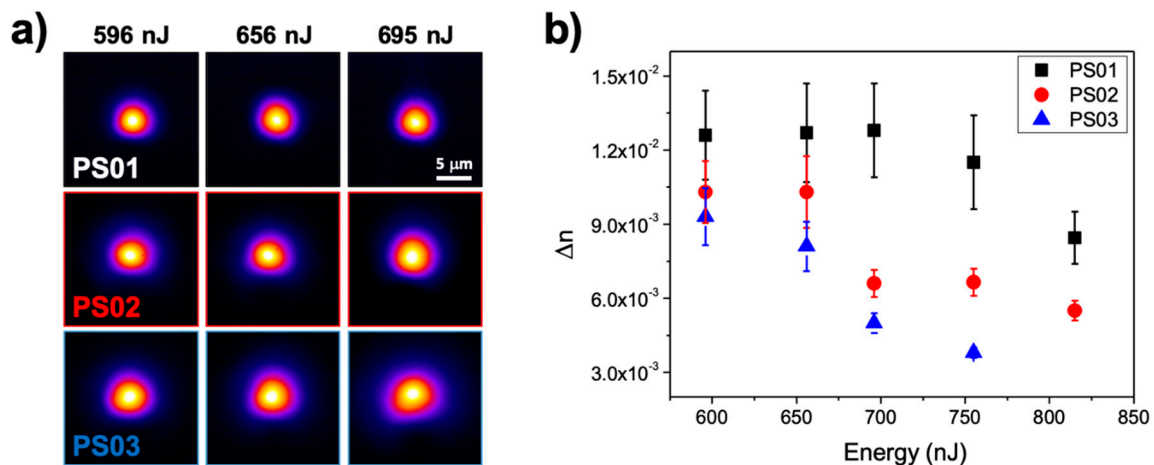 a)
596 nJ 656 nJ 695 nJ
PS01
5 μm
PS02
PS03
b)
1.5x10⁻²
1.2x10⁻²
9.0x10⁻³
6.0x10⁻³
3.0x10⁻³
Δn
PS01
PS02
PS03
600 650 700 750 800 850
Energy (nJ)